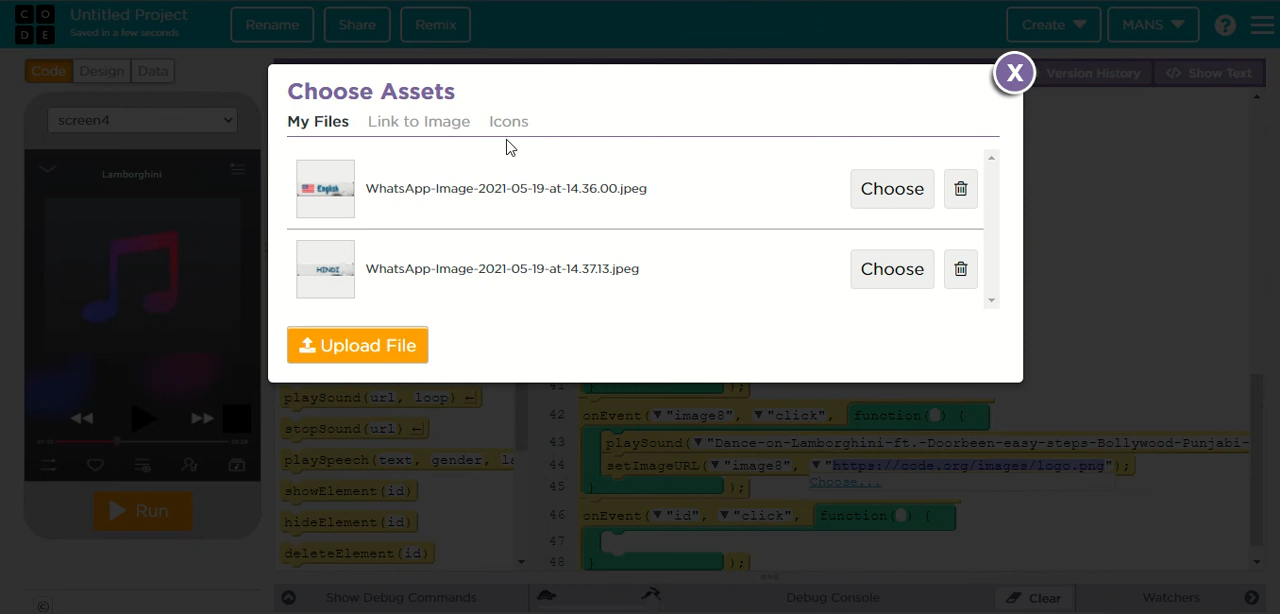 CO
DE
Untitled Project
Saved in a few seconds
Rename
Share
Remix
Create
MANS
?
Code
Design
Data
Version History
</> Show Text
screen4
Lamborghini
Run
Choose Assets
X
My Files
Link to Image
Icons
English
WhatsApp-Image-2021-05-19-at-14.36.00.jpeg
Choose
HINDI
WhatsApp-Image-2021-05-19-at-14.37.13.jpeg
Choose
Upload File
playSound(url, loop)
stopSound(url)
playSpeech(text, gender, la
showElement(id)
hideElement(id)
deleteElement(id)
41 } );
42 onEvent( "image8", "click", function( ) {
43 playSound( "Dance-on-Lamborghini-ft.-Doorbeen-easy-steps-Bollywood-Punjabi-
44 setImageURL( "image8", "https://code.org/images/logo.png");
Choose...
45 } );
46 onEvent( "id", "click", function( ) {
47
48 } );
Show Debug Commands
Debug Console
Clear
Watchers